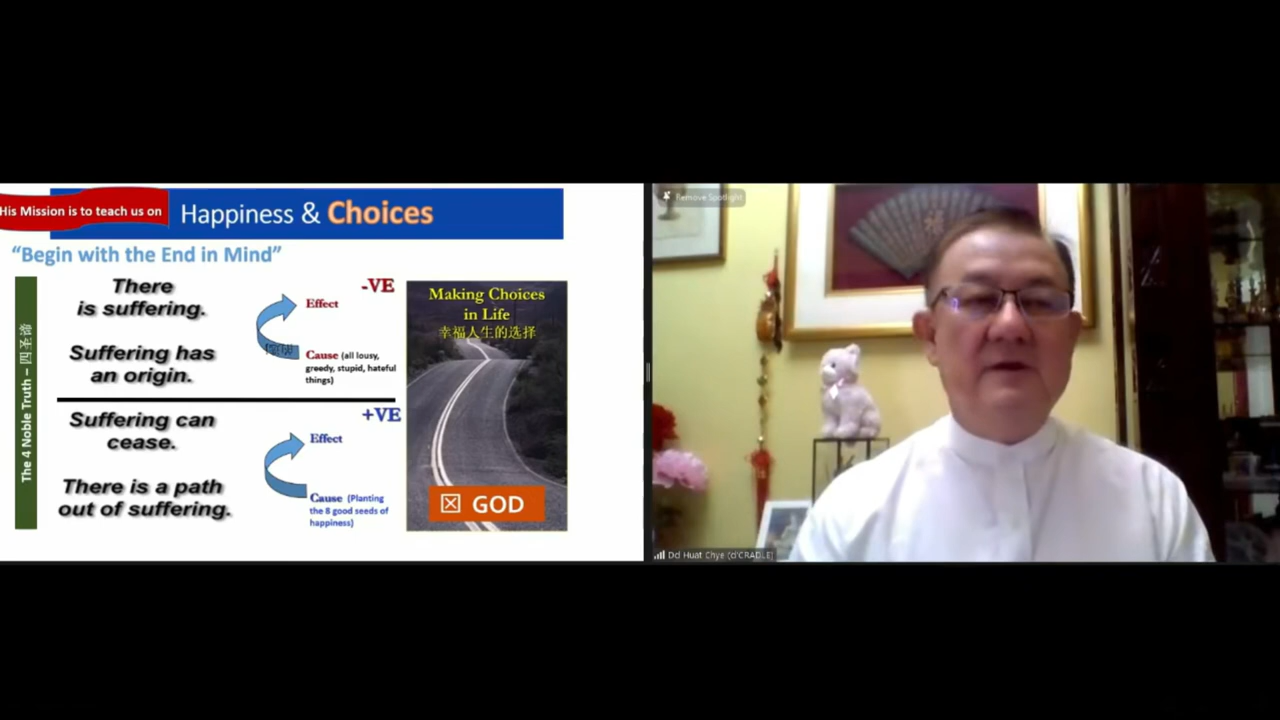 His Mission is to teach us on
Happiness & Choices
“Begin with the End in Mind”
The 4 Noble Truth – 四圣谛
There
is suffering.
Suffering has
an origin.
-VE
Effect
Cause (all lousy,
greedy, stupid, hateful
things)
Suffering can
cease.
There is a path
out of suffering.
+VE
Effect
Cause (Planting
the 8 good seeds of
happiness)
Making Choices
in Life
幸福人生的选择
☒ GOD
Remove Spotlight
Dd Huat Chye (d'CRADLE)